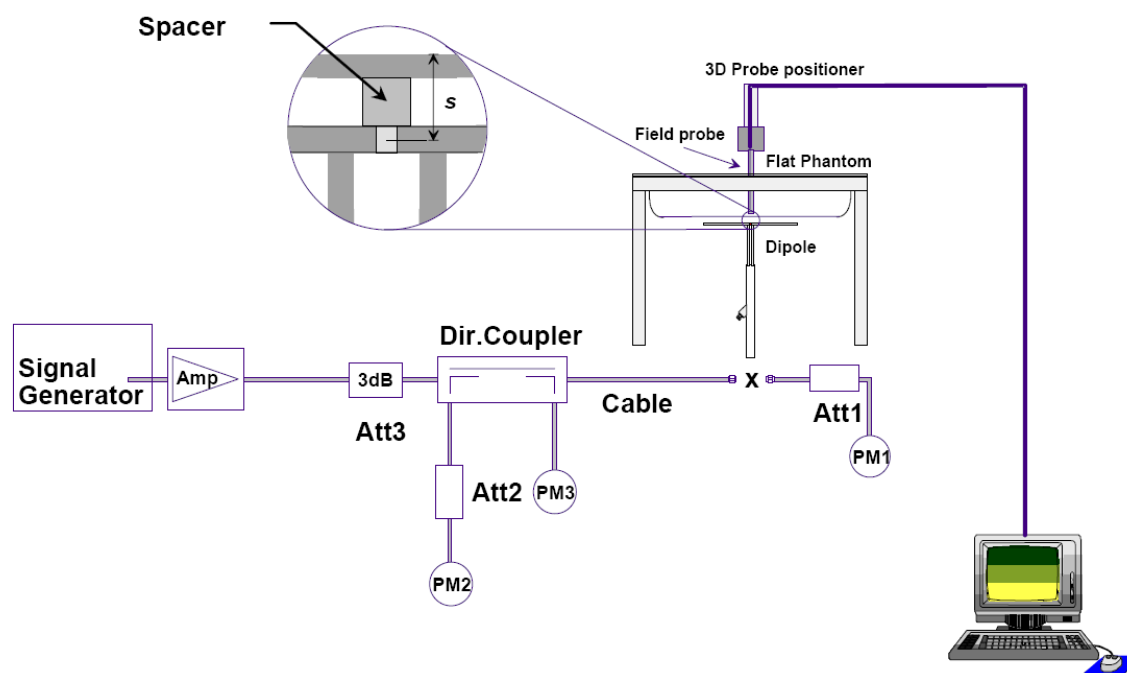 Spacer
s
3D Probe positioner
Field probe
Flat Phantom
Dipole
Dir.Coupler
Signal
Generator
Amp
3dB
Att3
Cable
x
Att1
PM1
Att2
PM3
PM2